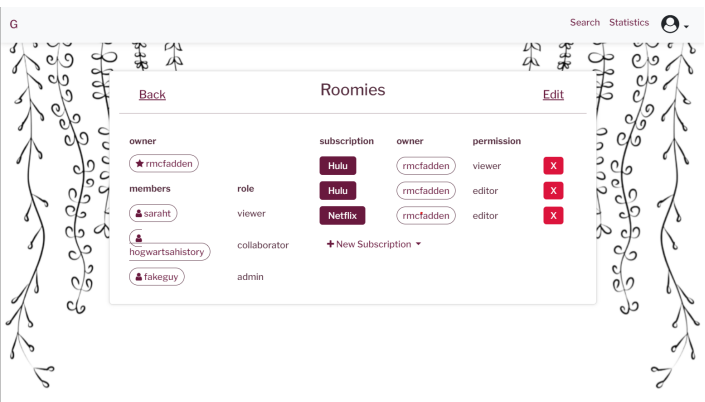 G
Search Statistics
Back Roomies Edit
owner
rmcfadden
members role
saraht viewer
hogwartsahistory collaborator
fakeguy admin
subscription owner permission
Hulu rmcfadden viewer X
Hulu rmcfadden editor X
Netflix rmcfadden editor X
New Subscription